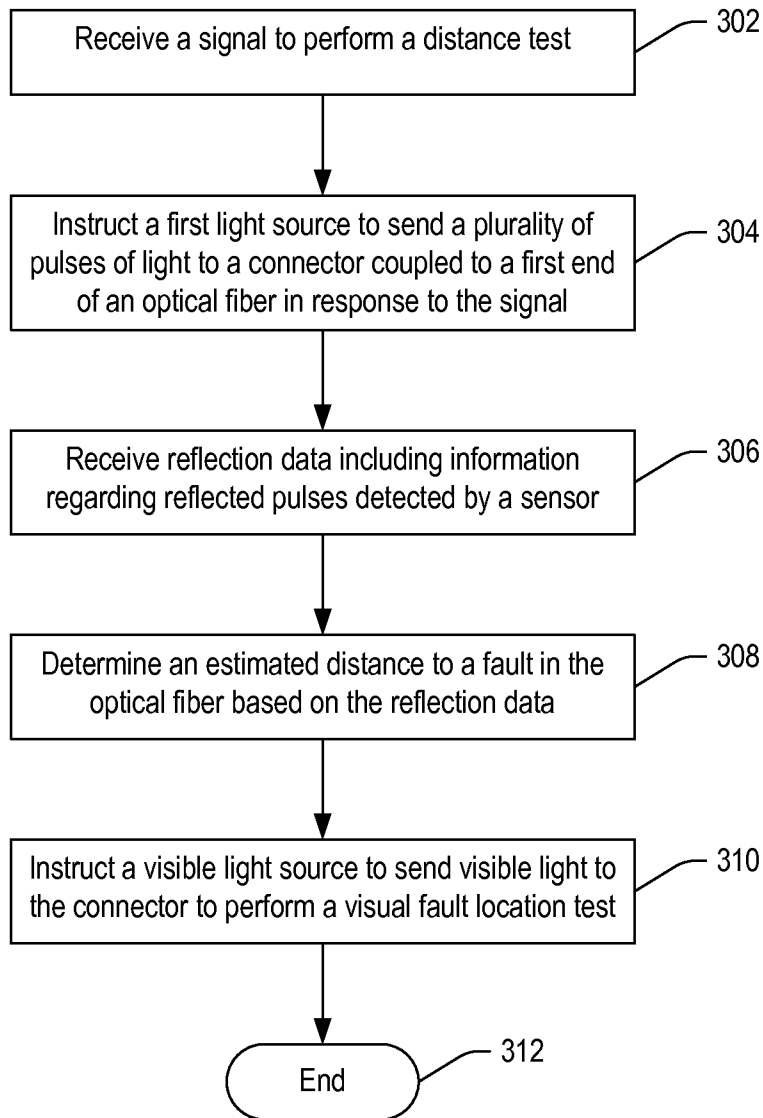 Receive a signal to perform a distance test
302
Instruct a first light source to send a plurality of
pulses of light to a connector coupled to a first end
of an optical fiber in response to the signal
304
Receive reflection data including information
regarding reflected pulses detected by a sensor
306
Determine an estimated distance to a fault in the
optical fiber based on the reflection data
308
Instruct a visible light source to send visible light to
the connector to perform a visual fault location test
310
End
312